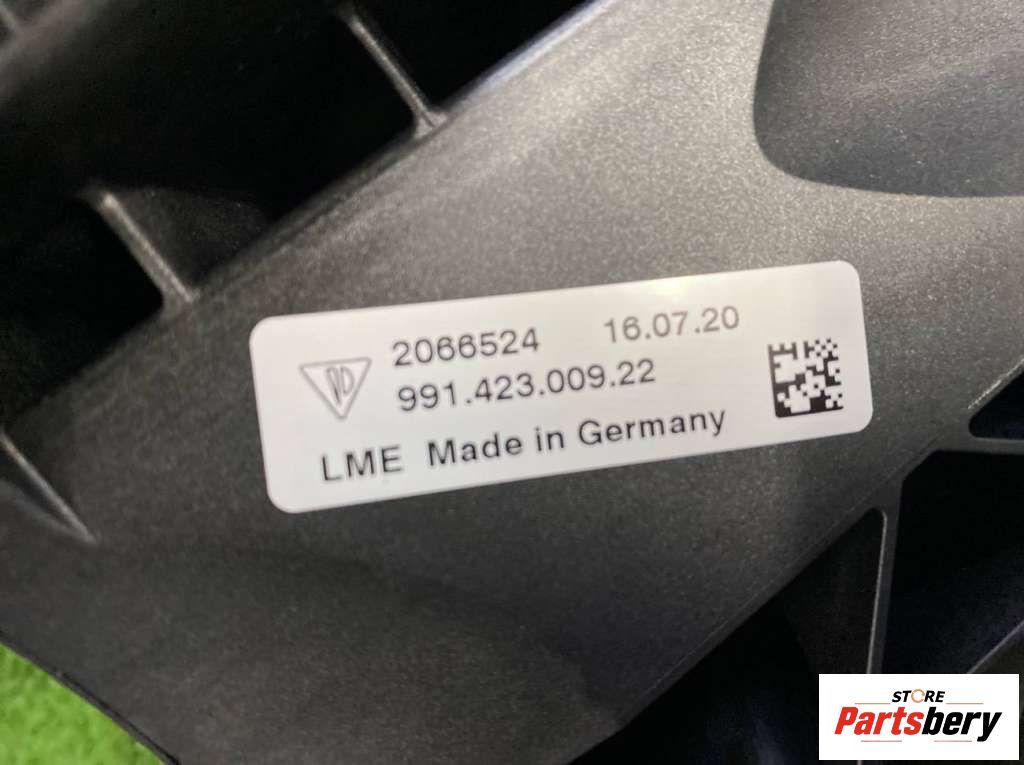 2066524 16.07.20
991.423.009.22
LME Made in Germany
STORE
Partsbery